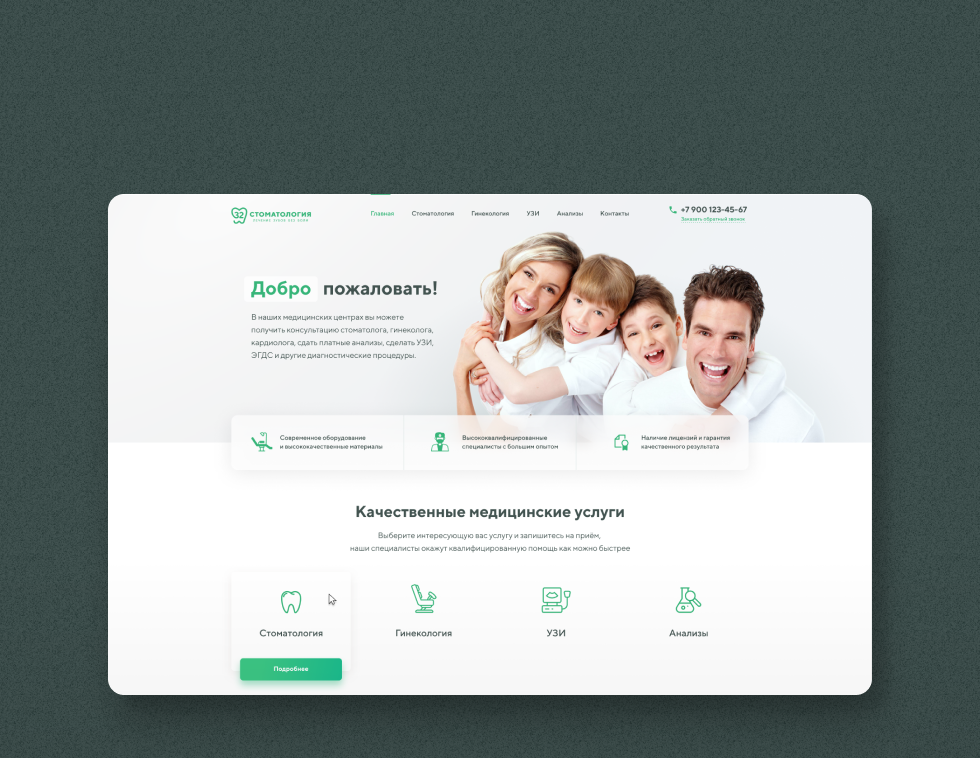 32 СТОМАТОЛОГИЯ
Главная Стоматология Гинекология УЗИ Анализы Контакты
+7 900 123-45-67
Заказать обратный звонок
Добро пожаловать!
В наших медицинских центрах вы можете
получить консультацию стоматолога, гинеколога,
кардиолога, сдать платные анализы, сделать УЗИ,
ЭГДС и другие диагностические процедуры.
Современное оборудование
и высококачественные материалы
Высококвалифицированные
специалисты с большим опытом
Наличие лицензий и гарантия
качественного результата
Качественные медицинские услуги
Выберите интересующую вас услугу и запишитесь на приём,
наши специалисты окажут квалифицированную помощь как можно быстрее
Стоматология
Гинекология
УЗИ
Анализы
Подробнее